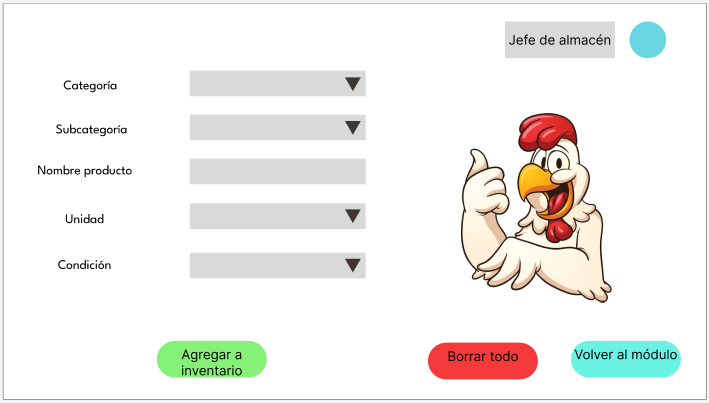 Jefe de almacén
Categoría
Subcategoría
Nombre producto
Unidad
Condición
Agregar a
inventario
Borrar todo
Volver al módulo